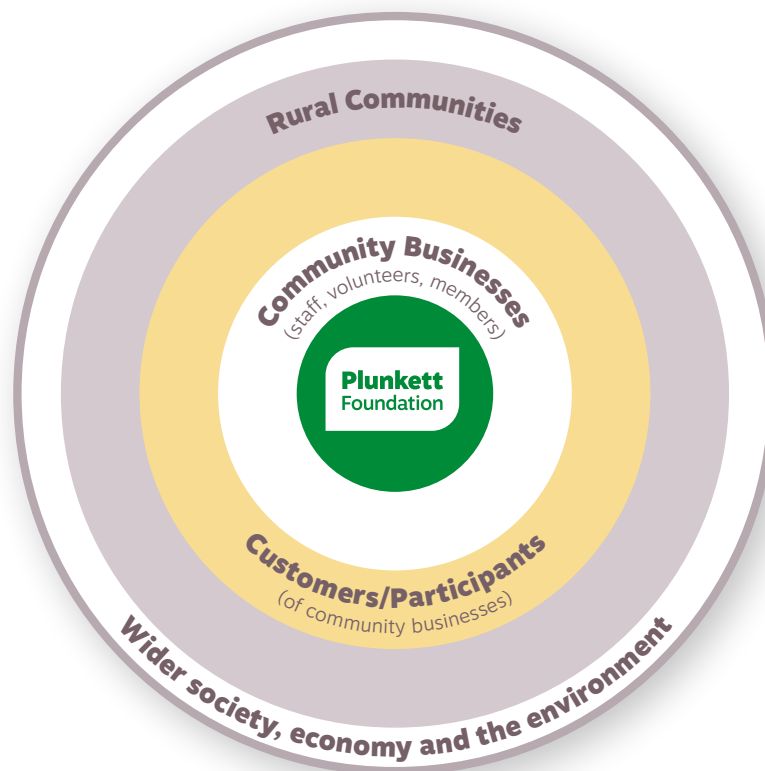 Rural Communities
Community Businesses
(staff, volunteers, members)
Plunkett
Foundation
Customers/Participants
(of community businesses)
Wider society, economy and the environment